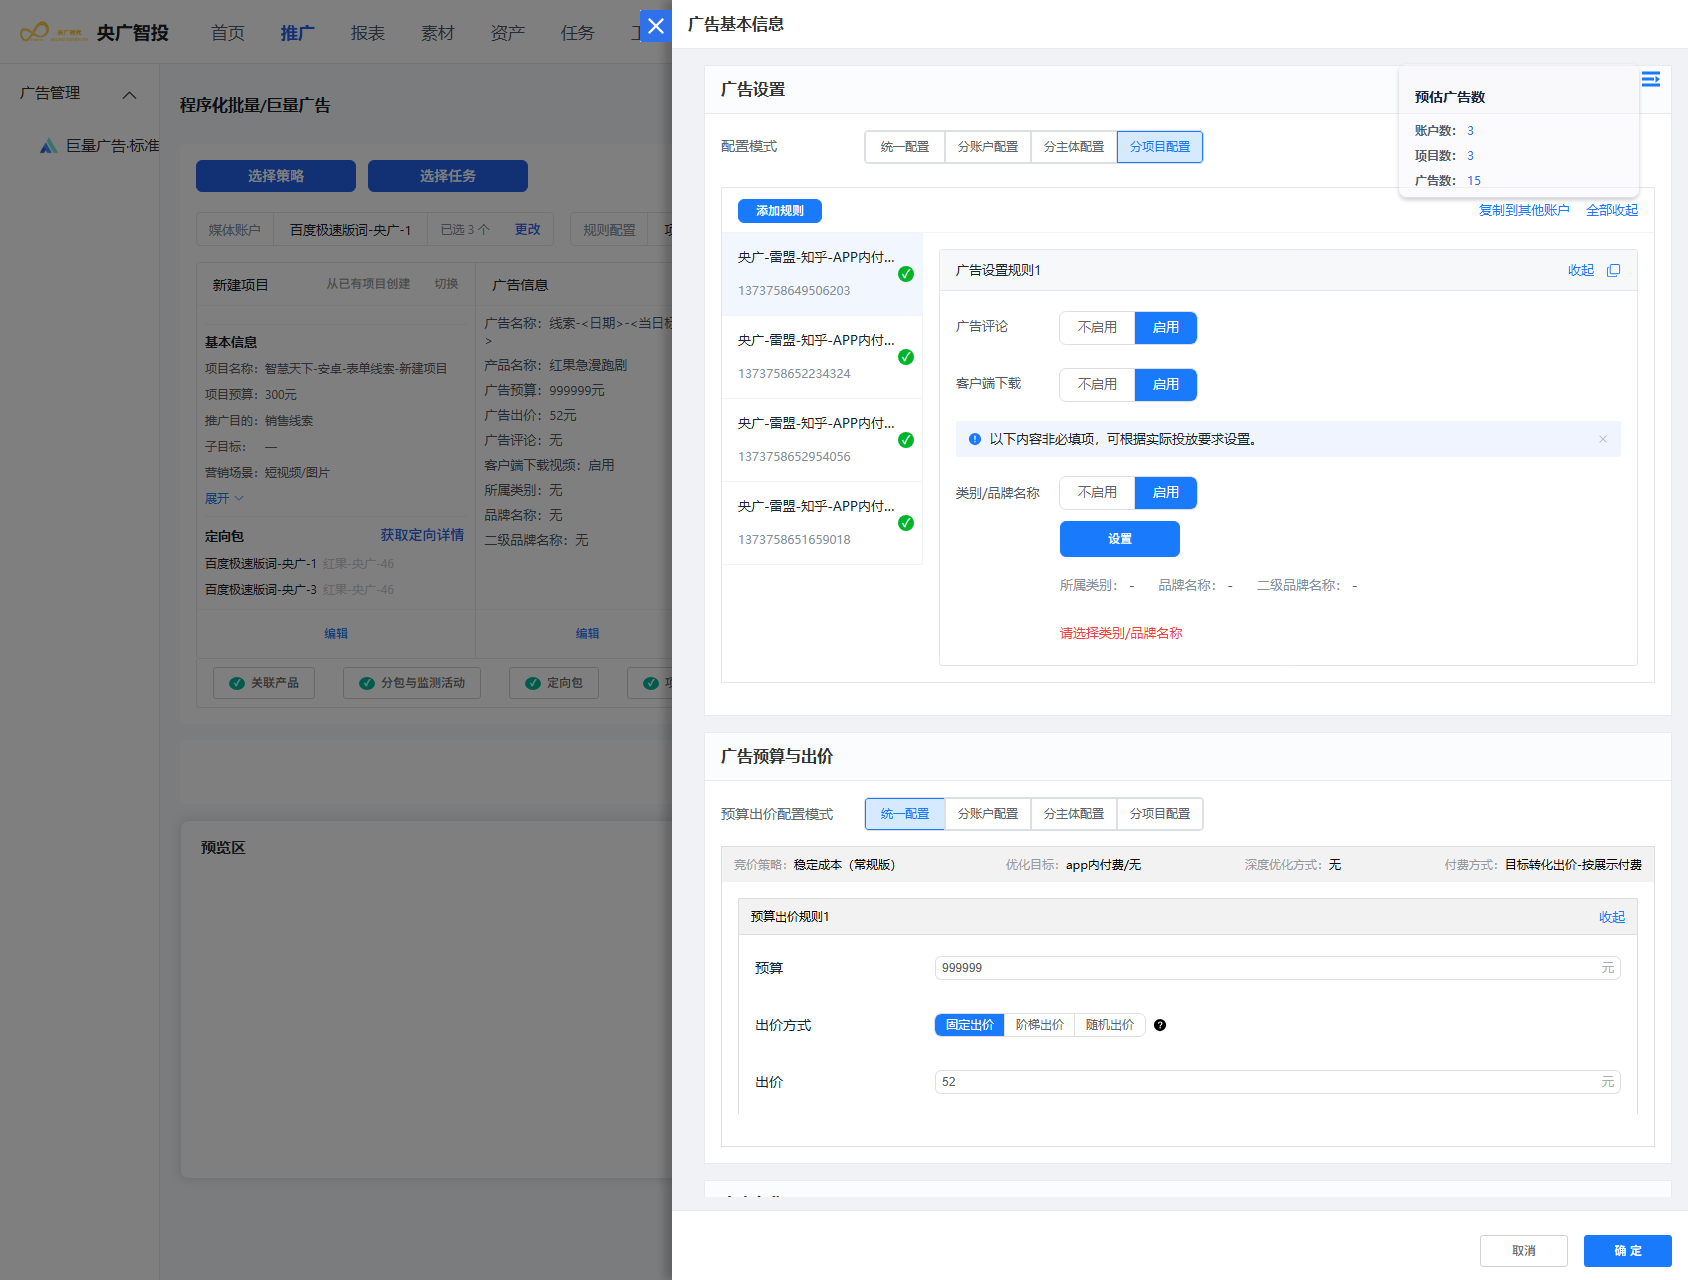 央广智投
首页 推广 报表 素材 资产 任务
广告管理
巨量广告·标准
程序化批量/巨量广告
选择策略 选择任务
媒体账户 百度极速版词-央广-1 已选 3 个 更改 规则配置
新建项目 从已有项目创建 切换 广告信息
基本信息
项目名称：智慧天下-安卓-表单线索-新建项目
项目预算：300元
推广目的：销售线索
子目标： —
营销场景：短视频/图片
展开
定向包 获取定向详情
百度极速版词-央广-1 红果-央广-46
百度极速版词-央广-3 红果-央广-46
编辑
广告名称：线索-<日期>-<当日标
>
产品名称：红果急漫跑剧
广告预算：999999元
广告出价：52元
广告评论：无
客户端下载视频：启用
所属类别：无
品牌名称：无
二级品牌名称：无
编辑
关联产品 分包与监测活动 定向包
预览区
广告基本信息
广告设置
预估广告数
账户数： 3
项目数： 3
广告数： 15
配置模式 统一配置 分账户配置 分主体配置 分项目配置
添加规则 复制到其他账户 全部收起
央广-雷盟-知乎-APP内付...
1373758649506203
央广-雷盟-知乎-APP内付...
1373758652234324
央广-雷盟-知乎-APP内付...
1373758652954056
央广-雷盟-知乎-APP内付...
1373758651659018
广告设置规则1 收起
广告评论 不启用 启用
客户端下载 不启用 启用
以下内容非必填项，可根据实际投放要求设置。
类别/品牌名称 不启用 启用
设置
所属类别： - 品牌名称： - 二级品牌名称： -
请选择类别/品牌名称
广告预算与出价
预算出价配置模式 统一配置 分账户配置 分主体配置 分项目配置
竞价策略：稳定成本（常规版） 优化目标：app内付费/无 深度优化方式：无 付费方式：目标转化出价-按展示付费
预算出价规则1 收起
预算 999999 元
出价方式 固定出价 阶梯出价 随机出价
出价 52 元
取消 确 定